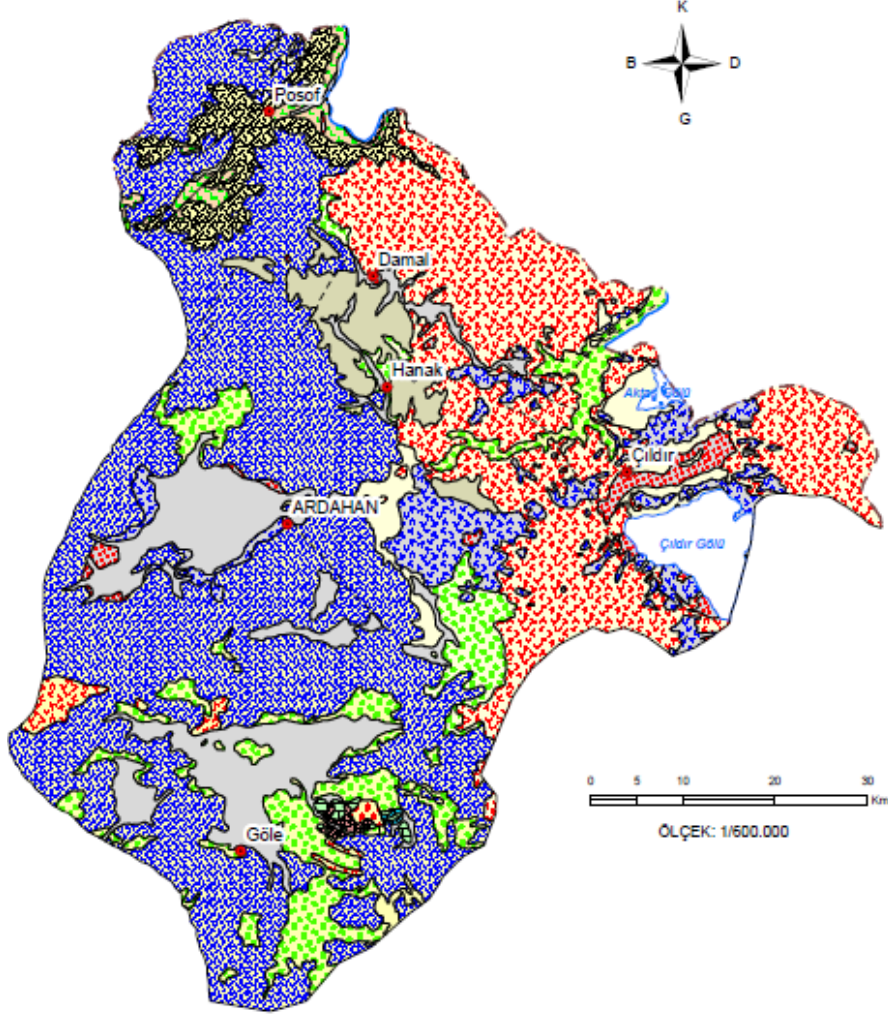 K
B D
G
Posof
Damal
Hanak
Aktaş Gölü
Çıldır
ARDAHAN
Çıldır Gölü
0 5 10 20 30
Km
ÖLÇEK: 1/600.000
Göle